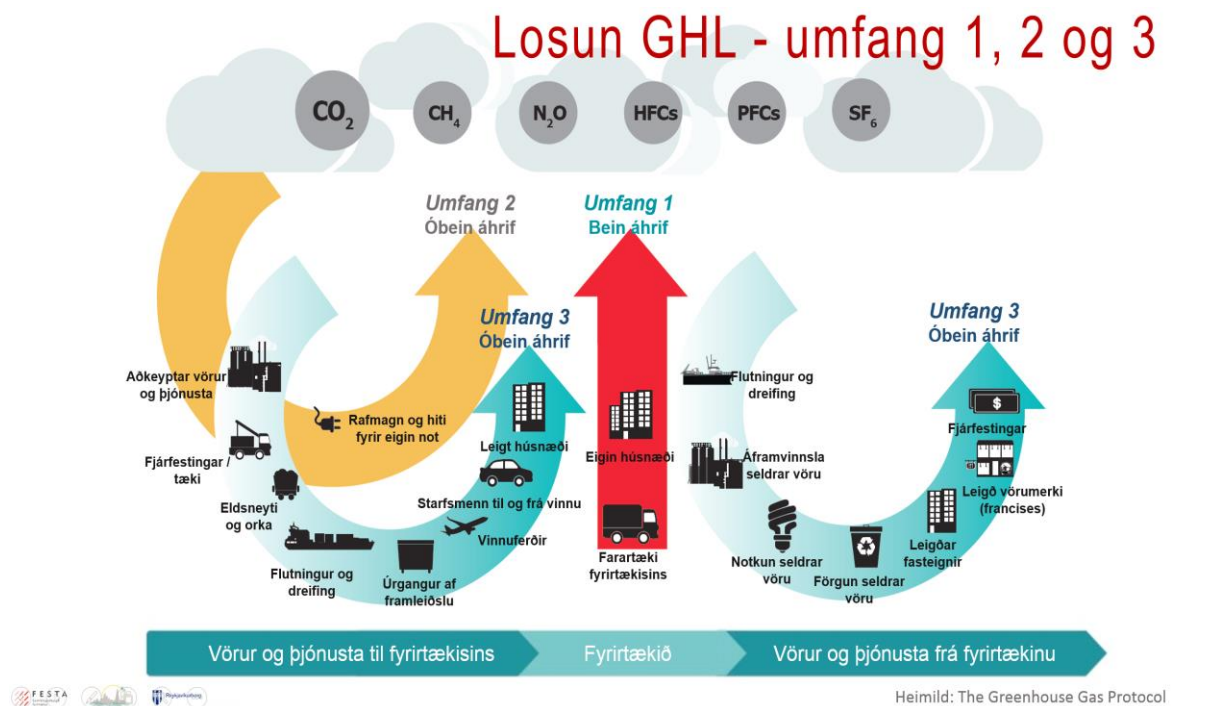 Losun GHL - umfang 1, 2 og 3
CO2
CH4
N2O
HFCs
PFCs
SF6
Umfang 2
Óbein áhrif
Umfang 1
Bein áhrif
Umfang 3
Óbein áhrif
Umfang 3
Óbein áhrif
Aðkeyptar vörur
og þjónusta
Fjárfestingar /
tæki
Eldsneyti
og orka
Flutningur og
dreifing
Úrgangur af
framleiðslu
Vinnuferðir
Starfsmenn til og frá vinnu
Leigt húsnæði
Rafmagn og hiti
fyrir eigin not
Eigin húsnæði
Farartæki
fyrirtækisins
Flutningur og
dreifing
Áframvinnsla
seldrar vöru
Notkun seldrar
vöru
Förgun seldrar
vöru
Leigðar
fasteignir
Leigð vörumerki
(francises)
Fjárfestingar
$
Vörur og þjónusta til fyrirtækisins
Fyrirtækið
Vörur og þjónusta frá fyrirtækinu
FESTA
Reykjavíkurborg
Heimild: The Greenhouse Gas Protocol